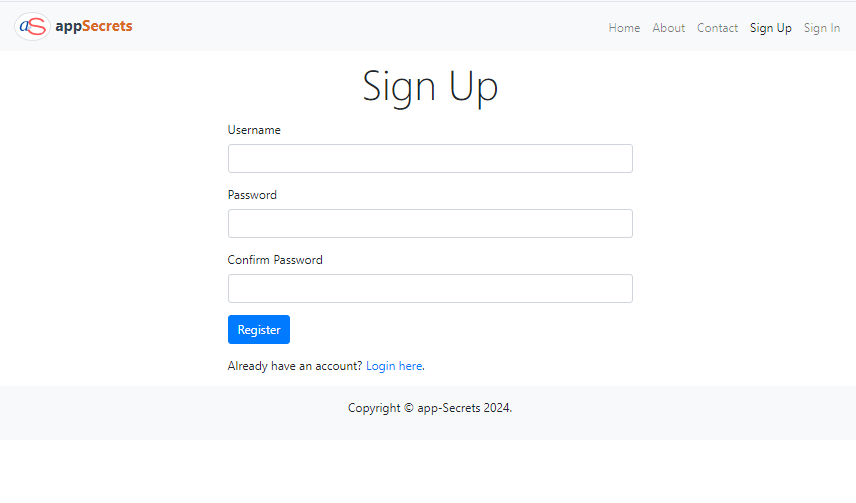 aS appSecrets
Home About Contact Sign Up Sign In
Sign Up
Username
Password
Confirm Password
Register
Already have an account? Login here.
Copyright © app-Secrets 2024.